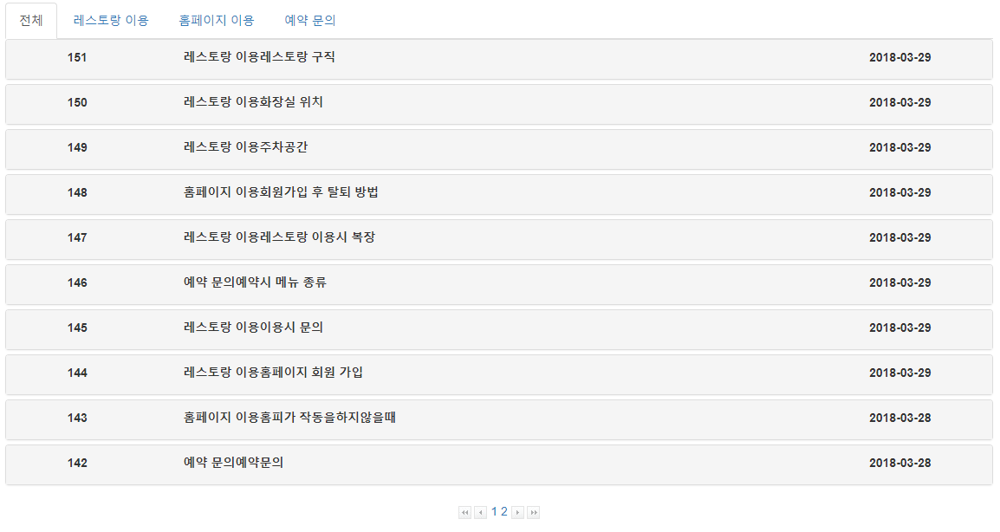 전체 레스토랑 이용 홈페이지 이용 예약 문의
151 레스토랑 이용레스토랑 구직 2018-03-29
150 레스토랑 이용화장실 위치 2018-03-29
149 레스토랑 이용주차공간 2018-03-29
148 홈페이지 이용회원가입 후 탈퇴 방법 2018-03-29
147 레스토랑 이용레스토랑 이용시 복장 2018-03-29
146 예약 문의예약시 메뉴 종류 2018-03-29
145 레스토랑 이용이용시 문의 2018-03-29
144 레스토랑 이용홈페이지 회원 가입 2018-03-29
143 홈페이지 이용홈피가 작동을하지않을때 2018-03-28
142 예약 문의예약문의 2018-03-28
1 2